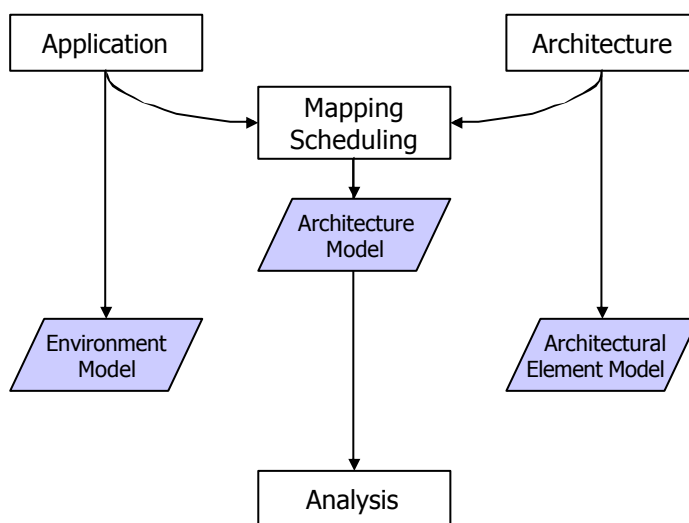 Application
Architecture
Mapping
Scheduling
Architecture
Model
Environment
Model
Architectural
Element Model
Analysis